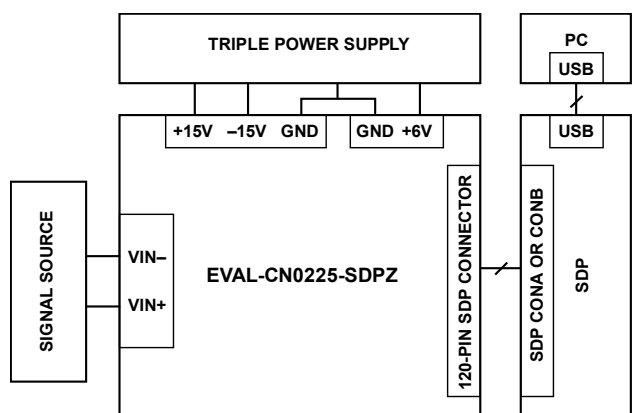 TRIPLE POWER SUPPLY
PC
USB
+15V –15V GND
GND +6V
USB
SIGNAL SOURCE
VIN–
VIN+
EVAL-CN0225-SDPZ
120-PIN SDP CONNECTOR
SDP CONA OR CONB
SDP